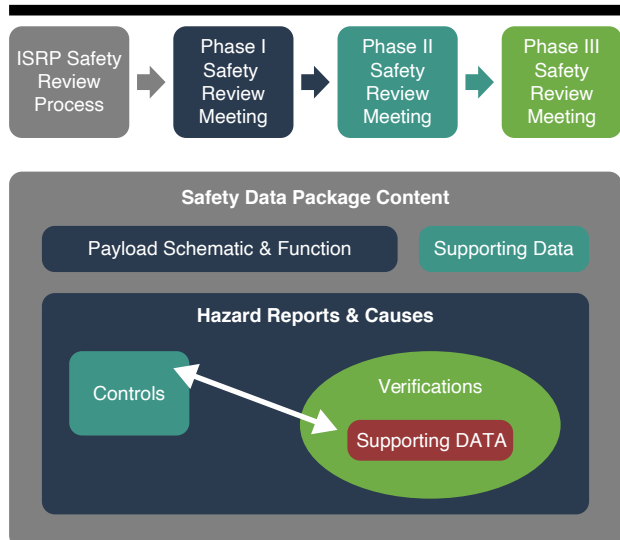 ISRP Safety
Review
Process
Phase I
Safety
Review
Meeting
Phase II
Safety
Review
Meeting
Phase III
Safety
Review
Meeting
Safety Data Package Content
Payload Schematic & Function
Supporting Data
Hazard Reports & Causes
Controls
Verifications
Supporting DATA